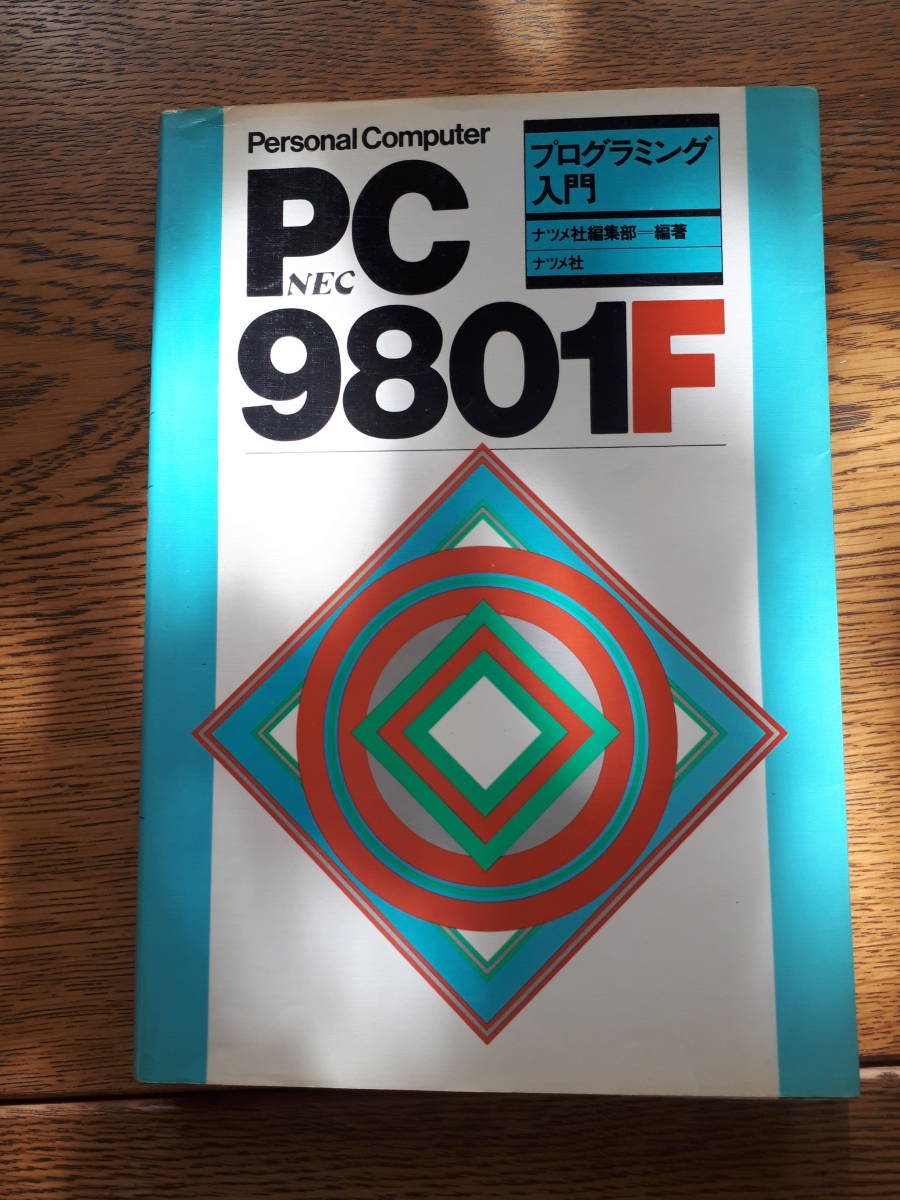 Personal Computer
PC
NEC
9801F
プログラミング
入門
ナツメ社編集部—編著
ナツメ社